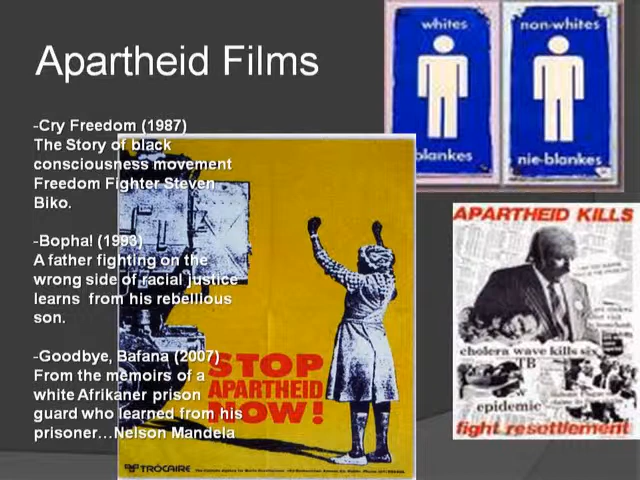 Apartheid Films
whites
non-whites
blankes
nie-blankes
-Cry Freedom (1987)
The Story of black
consciousness movement
Freedom Fighter Steven
Biko.
-Bopha! (1993)
A father fighting on the
wrong side of racial justice
learns from his rebellious
son.
-Goodbye, Bafana (2007)
From the memoirs of a
white Afrikaner prison
guard who learned from his
prisoner…Nelson Mandela
STOP
APARTHEID
NOW!
TRÓCAIRE
APARTHEID KILLS
cholera wave kills six
TB
epidemic
fight resettlement